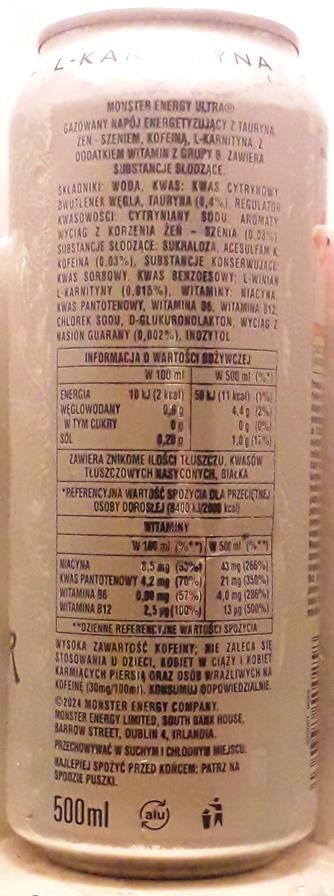 L-KAR YNA
MONSTER ENERGY ULTRA®
GAZOWANY NAPÓJ ENERGETYZUJĄCY Z TAURYNĄ,
ŻEŃ - SZENIEM, KOFEINĄ, L-KARNITYNĄ, Z
DODATKIEM WITAMIN Z GRUPY B. ZAWIERA
SUBSTANCJE SŁODZĄCE.
SKŁADNIKI: WODA, KWAS: KWAS CYTRYNOWY,
DWUTLENEK WĘGLA, TAURYNA (0,4%), REGULATOR
KWASOWOŚCI: CYTRYNIANY SODU, AROMATY,
WYCIĄG Z KORZENIA ŻEŃ - SZENIA (0,08%)
SUBSTANCJE SŁODZĄCE: SUKRALOZA, ACESULFAM K,
KOFEINA (0,03%), SUBSTANCJE KONSERWUJĄCE:
KWAS SORBOWY, KWAS BENZOESOWY; L-WINIAN
L-KARNITYNY (0,015%), WITAMINY: NIACYNA,
KWAS PANTOTENOWY, WITAMINA B6, WITAMINA B12;
CHLOREK SODU, D-GLUKURONOLAKTON, WYCIĄG Z
NASION GUARANY (0,002%), INOZYTOL
INFORMACJA O WARTOŚCI ODŻYWCZEJ
W 100 ml W 500 ml (%*)
ENERGIA 10 kJ (2 kcal) 50 kJ (11 kcal) (1%)
WĘGLOWODANY 0,9 g 4,4 g (2%)
W TYM CUKRY 0 g 0 g (0%)
SÓL 0,20 g 1,0 g (17%)
ZAWIERA ZNIKOME ILOŚCI TŁUSZCZU, KWASÓW
TŁUSZCZOWYCH NASYCONYCH, BIAŁKA
*REFERENCYJNA WARTOŚĆ SPOŻYCIA DLA PRZECIĘTNEJ
OSOBY DOROSŁEJ (8400 kJ/2000 kcal)
WITAMINY
W 100 ml (%**) W 500 ml (%**)
NIACYNA 8,5 mg (53%) 43 mg (266%)
KWAS PANTOTENOWY 4,2 mg (70%) 21 mg (350%)
WITAMINA B6 0,80 mg (57%) 4,0 mg (286%)
WITAMINA B12 2,5 µg (100%) 13 µg (500%)
**DZIENNE REFERENCYJNE WARTOŚCI SPOŻYCIA
WYSOKA ZAWARTOŚĆ KOFEINY; NIE ZALECA SIĘ
STOSOWANIA U DZIECI, KOBIET W CIĄŻY I KOBIET
KARMIĄCYCH PIERSIĄ ORAZ OSÓB WRAŻLIWYCH NA
KOFEINĘ (30mg/100ml). KONSUMUJ ODPOWIEDZIALNIE.
©2024 MONSTER ENERGY COMPANY.
MONSTER ENERGY LIMITED, SOUTH BANK HOUSE,
BARROW STREET, DUBLIN 4, IRLANDIA.
PRZECHOWYWAĆ W SUCHYM I CHŁODNYM MIEJSCU.
NAJLEPIEJ SPOŻYĆ PRZED KOŃCEM: PATRZ NA
SPODZIE PUSZKI.
500ml alu